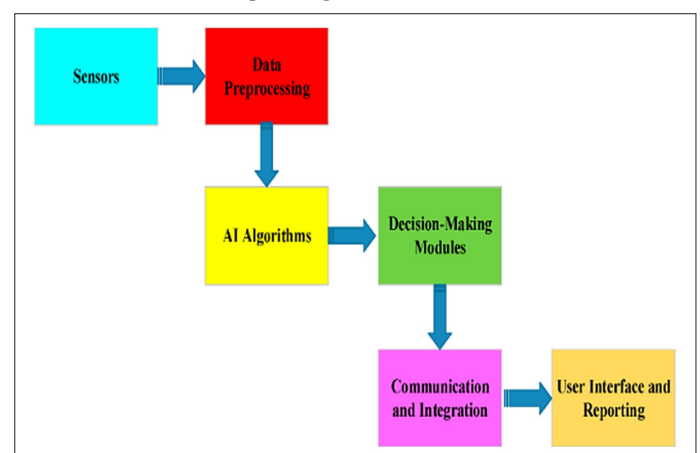 Sensors
Data
Preprocessing
AI Algorithms
Decision-Making
Modules
Communication
and Integration
User Interface and
Reporting